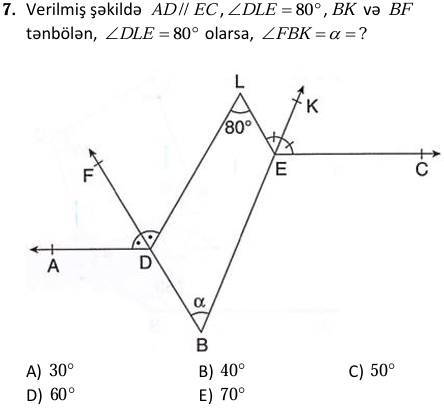 7. Verilmiş şəkildə AD // EC, ∠DLE = 80°, BK və BF
tənbölən, ∠DLE = 80° olarsa, ∠FBK = α = ?
L
K
80°
F
E
C
A
D
α
B
A) 30° B) 40° C) 50°
D) 60° E) 70°